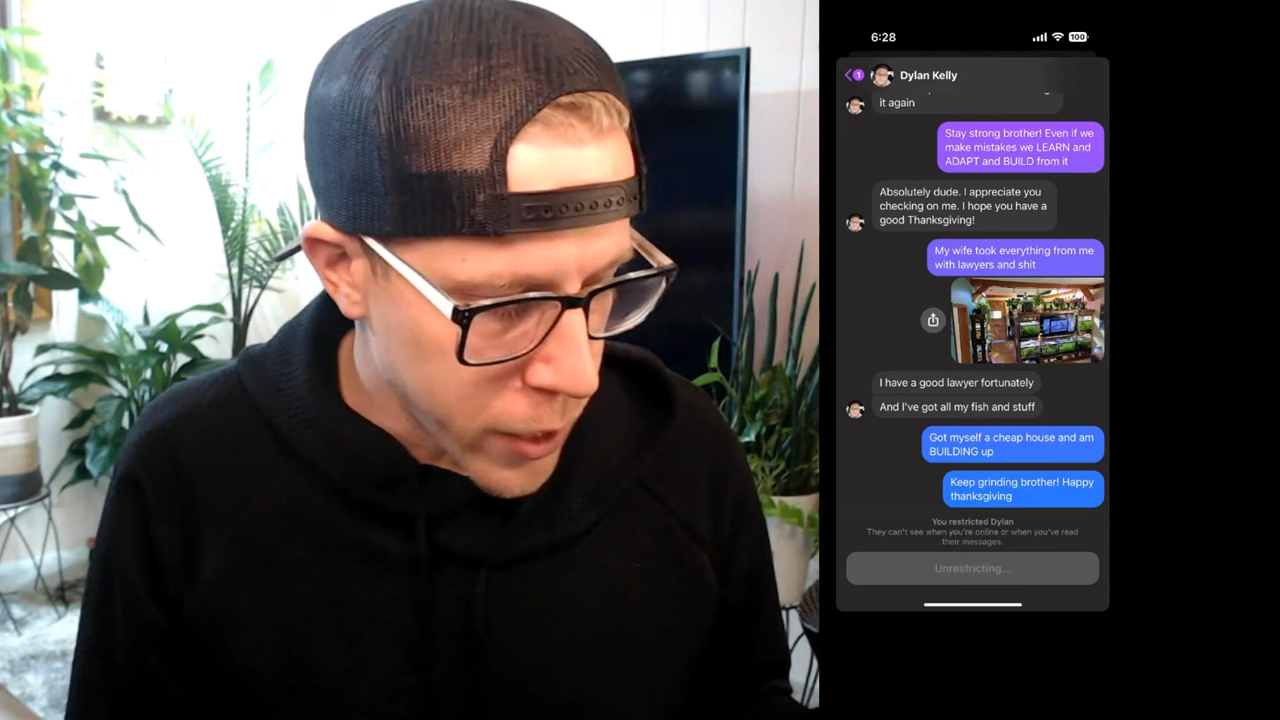 6:28
100
1
Dylan Kelly
it again
Stay strong brother! Even if we
make mistakes we LEARN and
ADAPT and BUILD from it
Absolutely dude. I appreciate you
checking on me. I hope you have a
good Thanksgiving!
My wife took everything from me
with lawyers and shit
I have a good lawyer fortunately
And I've got all my fish and stuff
Got myself a cheap house and am
BUILDING up
Keep grinding brother! Happy
thanksgiving
You restricted Dylan
They can't see when you're online or when you've read
their messages.
Unrestricting...